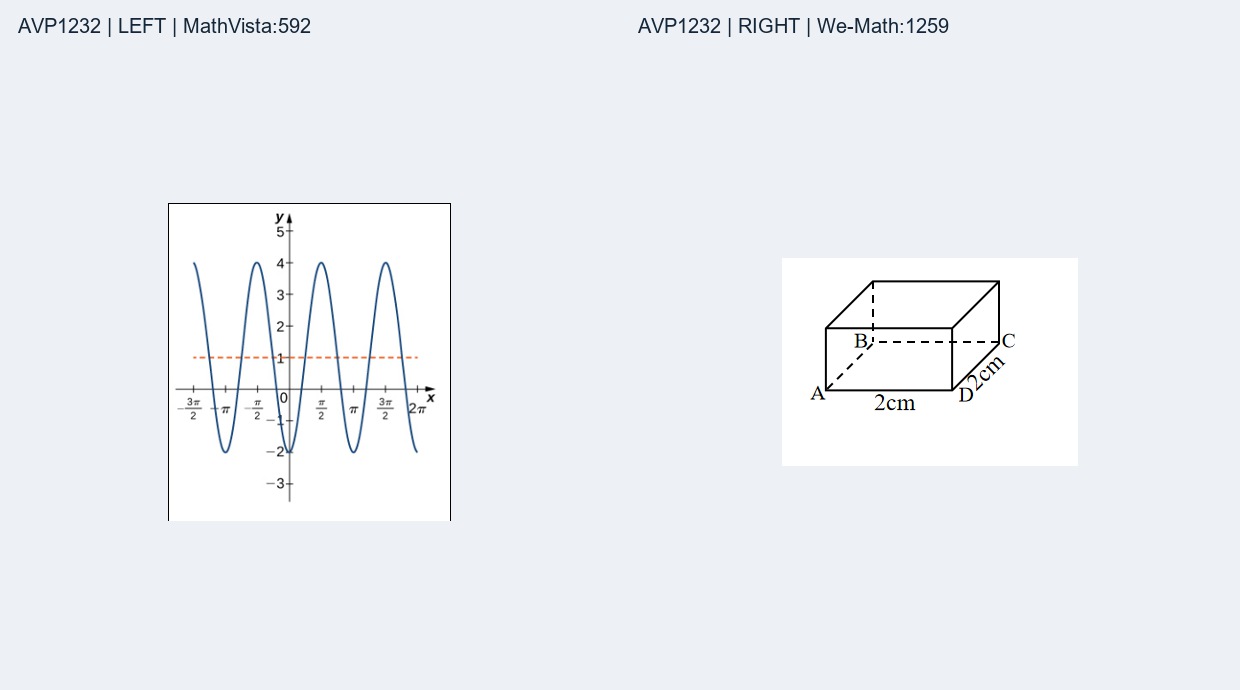 AVP1232 | LEFT | MathVista:592
AVP1232 | RIGHT | We-Math:1259
y
5
4
3
2
1
0
x
−3π/2
−π
−π/2
π/2
π
3π/2
2π
−1
−2
−3
B
C
A
D
2cm
2cm